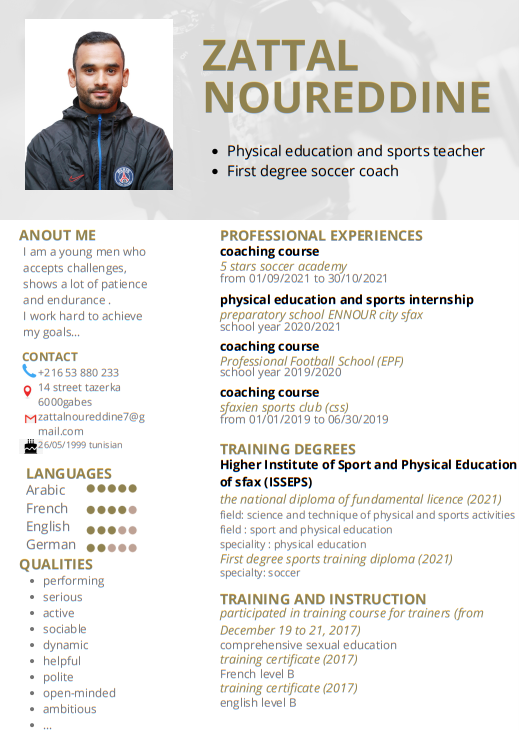 ZATTAL
NOUREDDINE
• Physical education and sports teacher
• First degree soccer coach
ANOUT ME
I am a young men who
accepts challenges,
shows a lot of patience
and endurance .
I work hard to achieve
my goals...
CONTACT
+216 53 880 233
14 street tazerka
6000gabes
zattalnoureddine7@g
mail.com
26/05/1999 tunisian
LANGUAGES
Arabic
French
English
German
QUALITIES
• performing
• serious
• active
• sociable
• dynamic
• helpful
• polite
• open-minded
• ambitious
• ...
PROFESSIONAL EXPERIENCES
coaching course
5 stars soccer academy
from 01/09/2021 to 30/10/2021
physical education and sports internship
preparatory school ENNOUR city sfax
school year 2020/2021
coaching course
Professional Football School (EPF)
school year 2019/2020
coaching course
sfaxien sports club (css)
from 01/01/2019 to 06/30/2019
TRAINING DEGREES
Higher Institute of Sport and Physical Education
of sfax (ISSEPS)
the national diploma of fundamental licence (2021)
field: science and technique of physical and sports activities
field : sport and physical education
speciality : physical education
First degree sports training diploma (2021)
specialty: soccer
TRAINING AND INSTRUCTION
participated in training course for trainers (from
December 19 to 21, 2017)
comprehensive sexual education
training certificate (2017)
French level B
training certificate (2017)
english level B